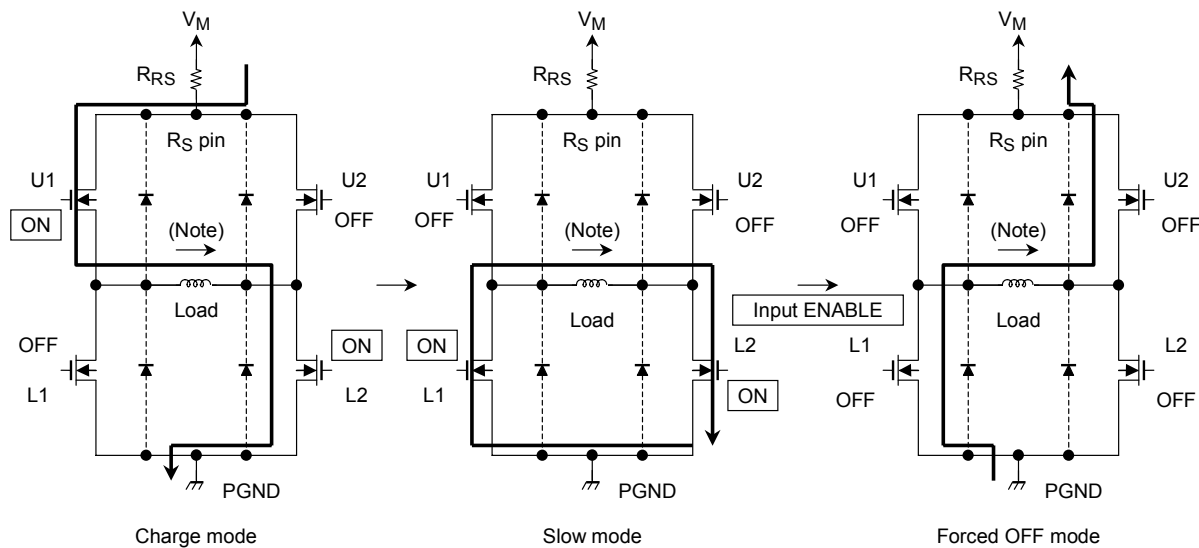 VM
RRS
RS pin
U1
ON
U2
OFF
(Note)
Load
OFF
L1
ON
L2
PGND
Charge mode
VM
RRS
RS pin
U1
OFF
U2
OFF
(Note)
Load
ON
L1
L2
ON
PGND
Slow mode
Input ENABLE
VM
RRS
RS pin
U1
OFF
U2
OFF
(Note)
Load
L1
OFF
L2
OFF
PGND
Forced OFF mode